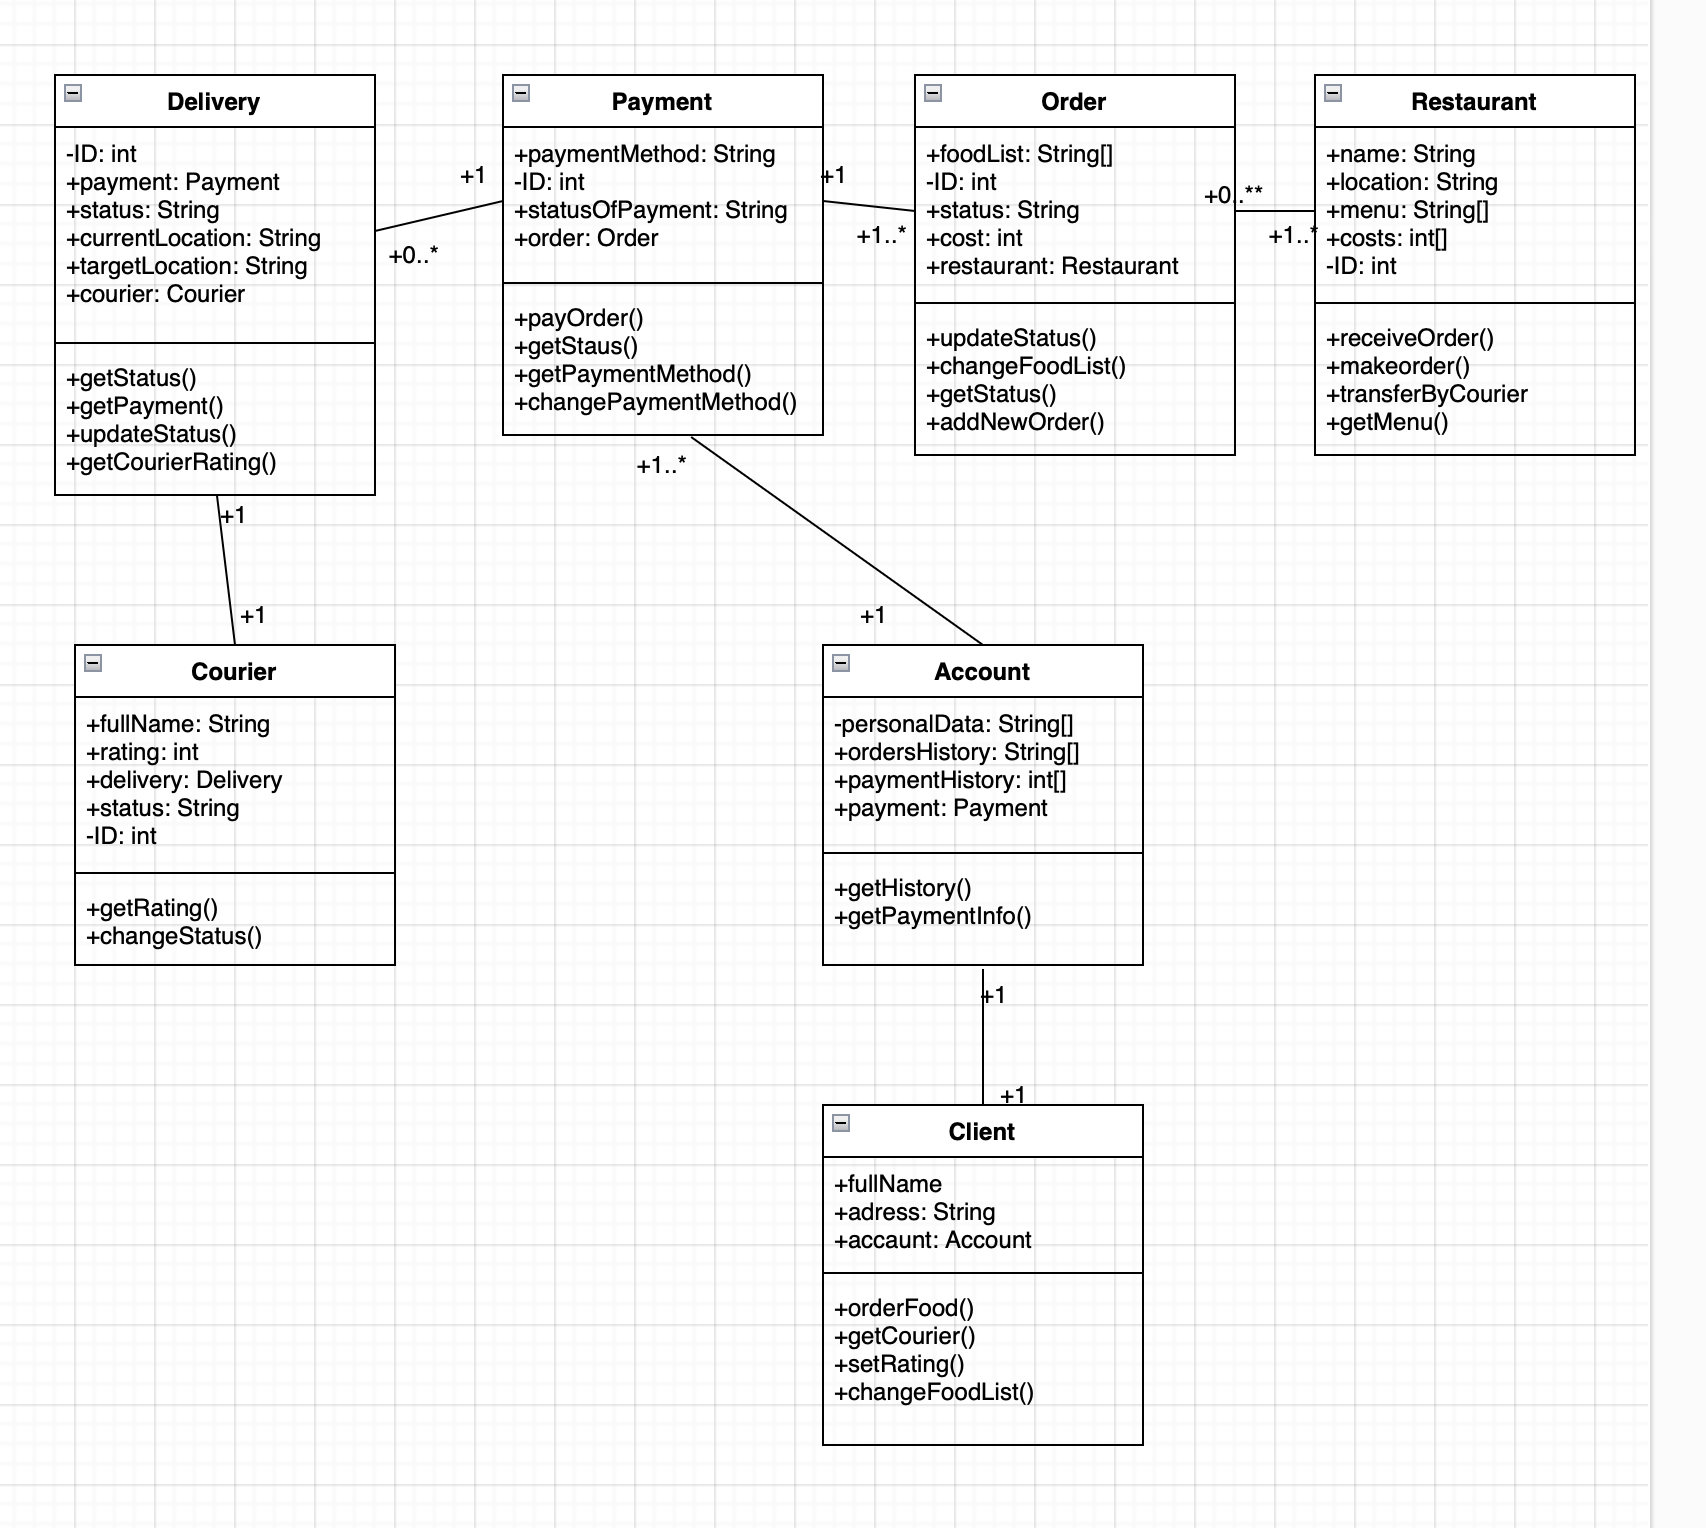 Delivery
-ID: int
+payment: Payment
+status: String
+currentLocation: String
+targetLocation: String
+courier: Courier
+getStatus()
+getPayment()
+updateStatus()
+getCourierRating()
+1
+0..*
Payment
+paymentMethod: String
-ID: int
+statusOfPayment: String
+order: Order
+payOrder()
+getStaus()
+getPaymentMethod()
+changePaymentMethod()
+1
+1..*
Order
+foodList: String[]
-ID: int
+status: String
+cost: int
+restaurant: Restaurant
+updateStatus()
+changeFoodList()
+getStatus()
+addNewOrder()
+0..**
+1..*
Restaurant
+name: String
+location: String
+menu: String[]
+costs: int[]
-ID: int
+receiveOrder()
+makeorder()
+transferByCourier
+getMenu()
+1..*
+1
+1
+1
Courier
+fullName: String
+rating: int
+delivery: Delivery
+status: String
-ID: int
+getRating()
+changeStatus()
Account
-personalData: String[]
+ordersHistory: String[]
+paymentHistory: int[]
+payment: Payment
+getHistory()
+getPaymentInfo()
+1
+1
Client
+fullName
+adress: String
+accaunt: Account
+orderFood()
+getCourier()
+setRating()
+changeFoodList()